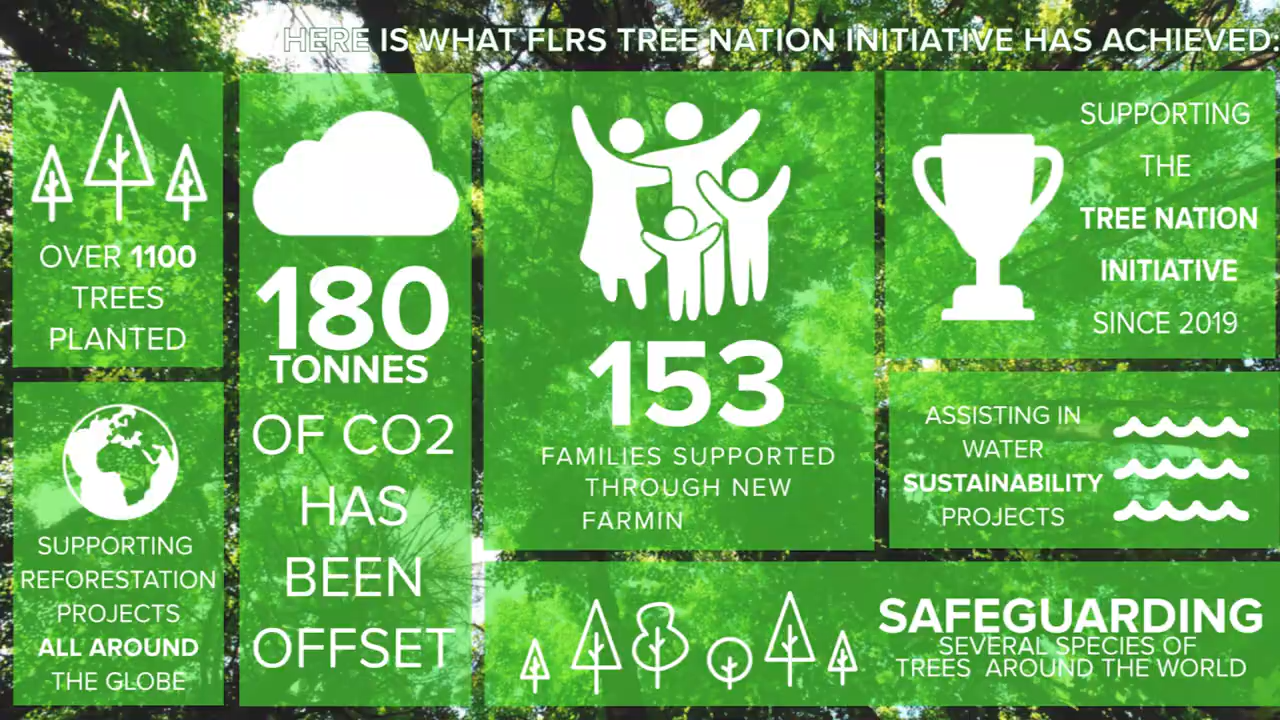 HERE IS WHAT FLRS TREE NATION INITIATIVE HAS ACHIEVED:
OVER 1100
TREES
PLANTED
SUPPORTING
REFORESTATION
PROJECTS
ALL AROUND
THE GLOBE
180
TONNES
OF CO2
HAS
BEEN
OFFSET
153
FAMILIES SUPPORTED
THROUGH NEW
FARMIN
SUPPORTING
THE
TREE NATION
INITIATIVE
SINCE 2019
ASSISTING IN
WATER
SUSTAINABILITY
PROJECTS
SAFEGUARDING
SEVERAL SPECIES OF
TREES AROUND THE WORLD